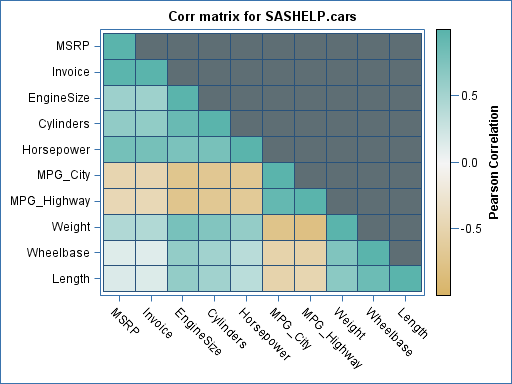 Corr matrix for SASHELP.cars
MSRP
Invoice
EngineSize
Cylinders
Horsepower
MPG_City
MPG_Highway
Weight
Wheelbase
Length
MSRP
Invoice
EngineSize
Cylinders
Horsepower
MPG_City
MPG_Highway
Weight
Wheelbase
Length
0.5
0.0
-0.5
Pearson Correlation